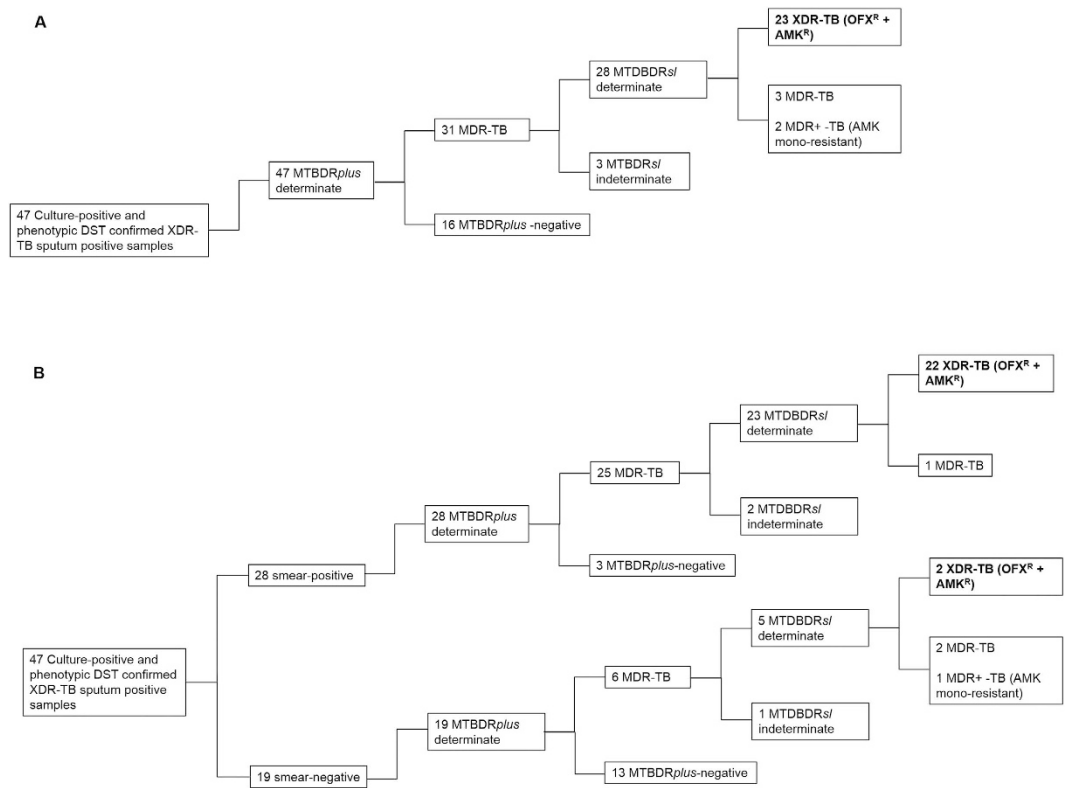 A
23 XDR-TB (OFXᴿ +
AMKᴿ)
28 MTDBDRsl
determinate
3 MDR-TB
2 MDR+ -TB (AMK
mono-resistant)
31 MDR-TB
47 MTBDRplus
determinate
3 MTBDRsl
indeterminate
47 Culture-positive and
phenotypic DST confirmed XDR-
TB sputum positive samples
16 MTBDRplus -negative
B
22 XDR-TB (OFXᴿ +
AMKᴿ)
23 MTDBDRsl
determinate
25 MDR-TB
1 MDR-TB
28 MTBDRplus
determinate
2 MTDBDRsl
indeterminate
28 smear-positive
3 MTBDRplus-negative
2 XDR-TB (OFXᴿ +
AMKᴿ)
5 MTDBDRsl
determinate
47 Culture-positive and
phenotypic DST confirmed
XDR-TB sputum positive
samples
6 MDR-TB
2 MDR-TB
1 MDR+ -TB (AMK
mono-resistant)
19 MTBDRplus
determinate
1 MTDBDRsl
indeterminate
19 smear-negative
13 MTBDRplus-negative